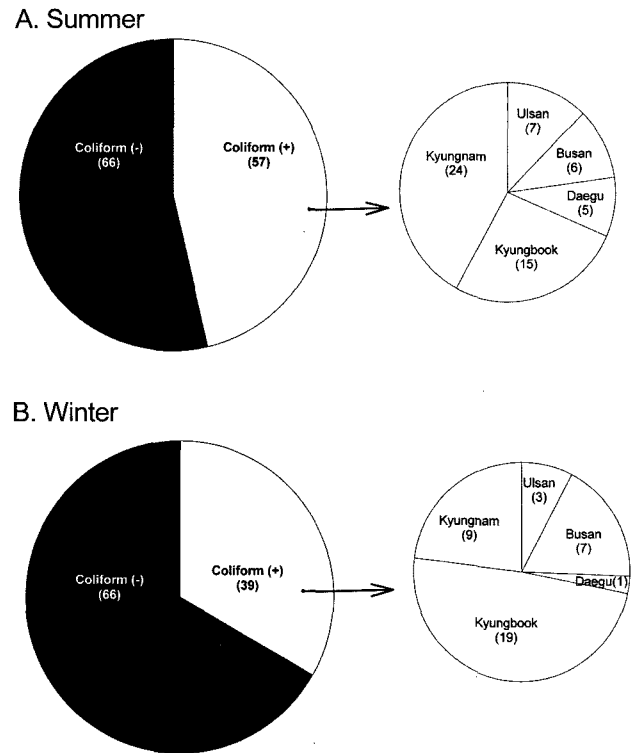 A. Summer
Coliform (-)
(66)
Coliform (+)
(57)
Ulsan
(7)
Busan
(6)
Daegu
(5)
Kyungbook
(15)
Kyungnam
(24)
B. Winter
Coliform (-)
(66)
Coliform (+)
(39)
Ulsan
(3)
Busan
(7)
Daegu(1)
Kyungbook
(19)
Kyungnam
(9)